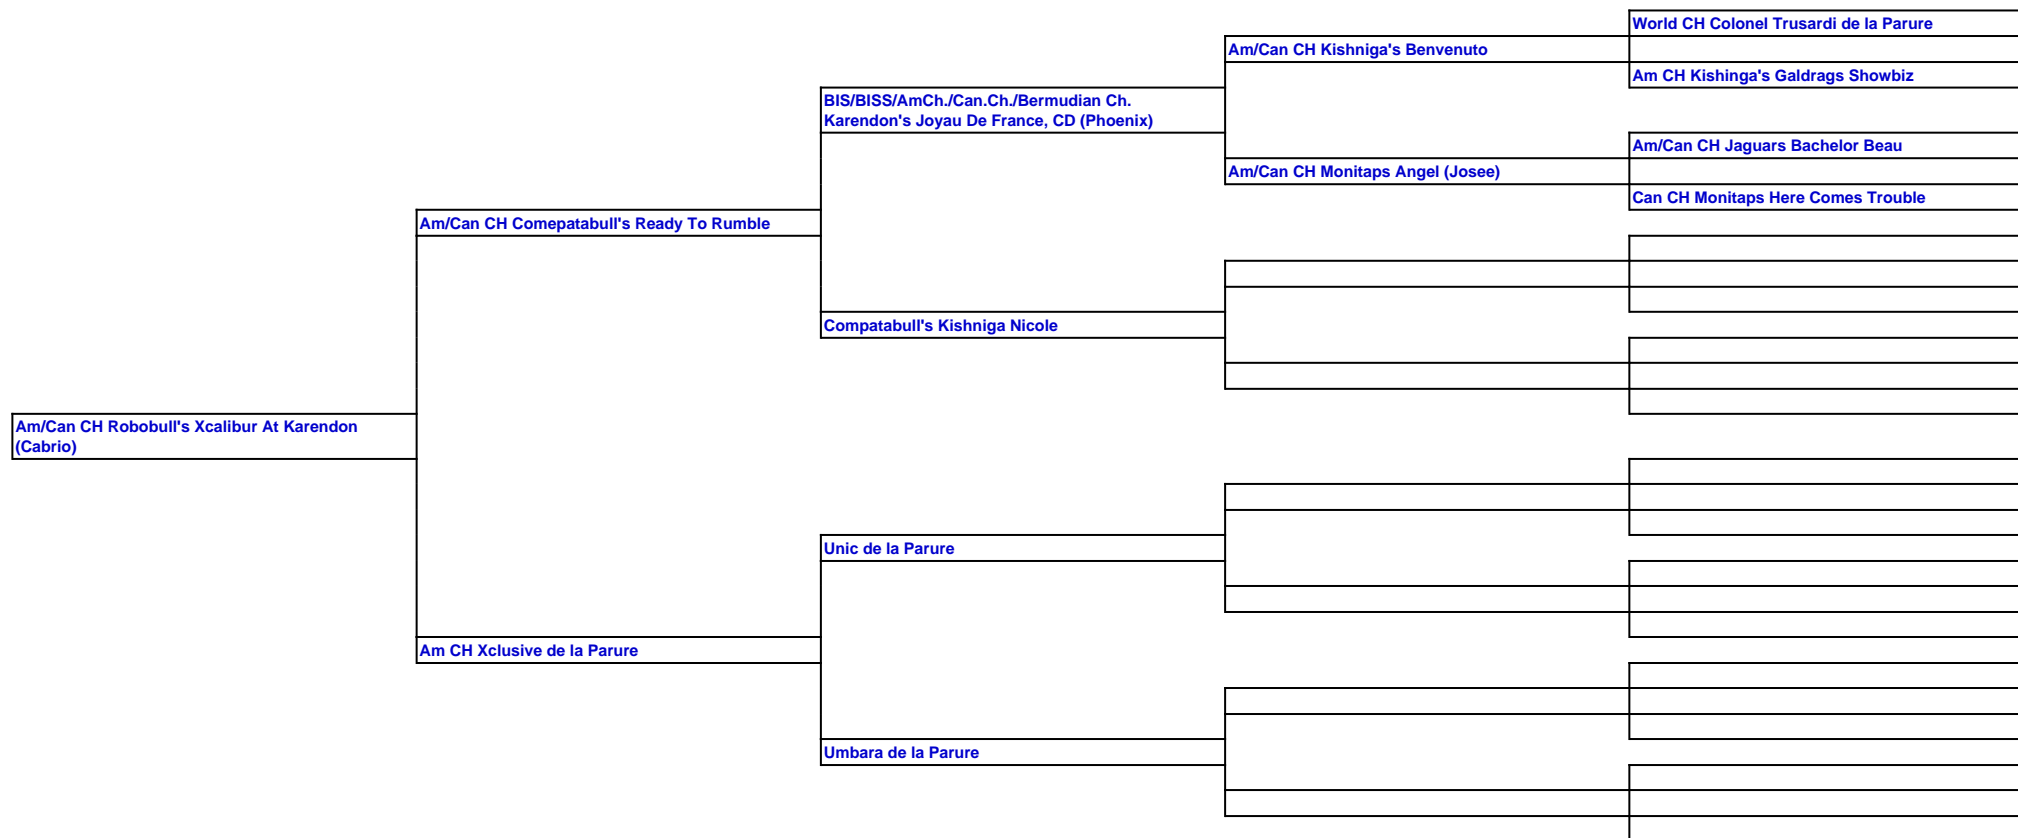 World CH Colonel Trusardi de la Parure
Am/Can CH Kishniga's Benvenuto
Am CH Kishinga's Galdrags Showbiz
BIS/BISS/AmCh./Can.Ch./Bermudian Ch.
Karendon's Joyau De France, CD (Phoenix)
Am/Can CH Jaguars Bachelor Beau
Am/Can CH Monitaps Angel (Josee)
Can CH Monitaps Here Comes Trouble
Am/Can CH Comepatabull's Ready To Rumble
Compatabull's Kishniga Nicole
Am/Can CH Robobull's Xcalibur At Karendon
(Cabrio)
Unic de la Parure
Am CH Xclusive de la Parure
Umbara de la Parure